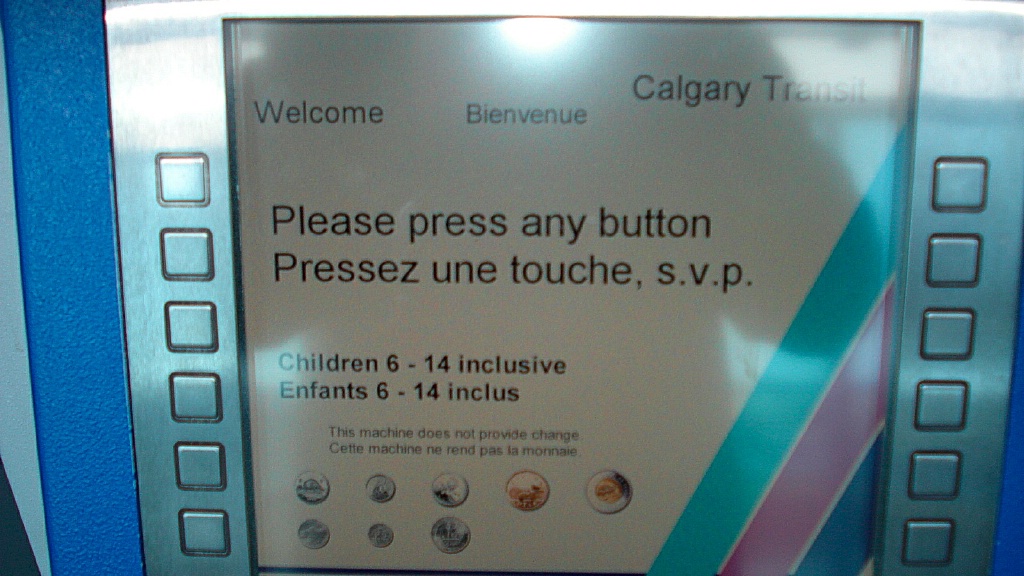 Welcome Bienvenue Calgary Transit
Please press any button
Pressez une touche, s.v.p.
Children 6 - 14 inclusive
Enfants 6 - 14 inclus
This machine does not provide change.
Cette machine ne rend pas la monnaie.